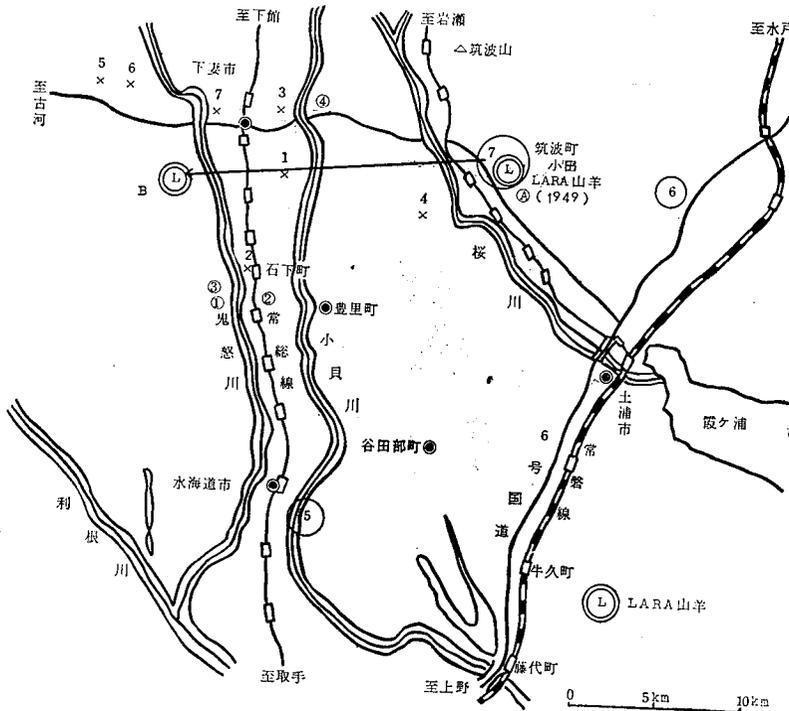 至下館
至岩瀬
至水戸
△筑波山
5 6
下妻市
7
3
④
至古河
1
7
筑波町
小田
L
LARA山羊
Ⓐ(1949)
L
B
4
6
桜川
2
石下町
③
①
②
豊里町
鬼怒川
常総線
小貝川
土浦市
霞ヶ浦
谷田部町
6号国道
常磐線
水海道市
5
利根川
牛久町
L LARA山羊
藤代町
至取手
至上野
0 5km 10km